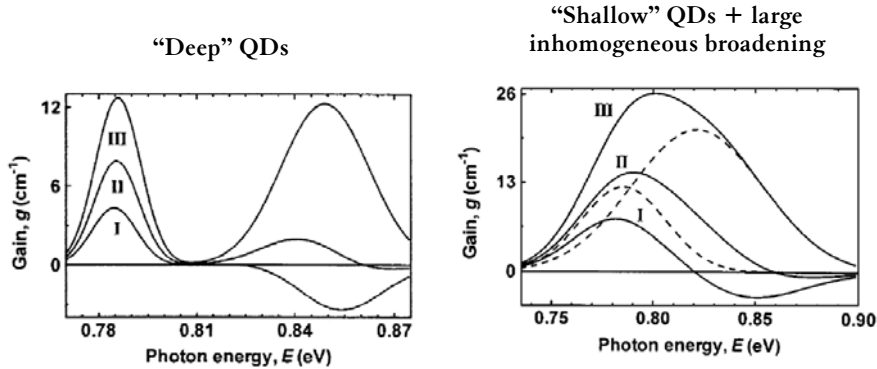 “Deep” QDs
12
6
0
Gain, g (cm-1)
III
II
I
0.78
0.81
0.84
0.87
Photon energy, E (eV)
“Shallow” QDs + large
inhomogeneous broadening
26
13
0
Gain, g (cm-1)
III
II
I
0.75
0.80
0.85
0.90
Photon energy, E (eV)